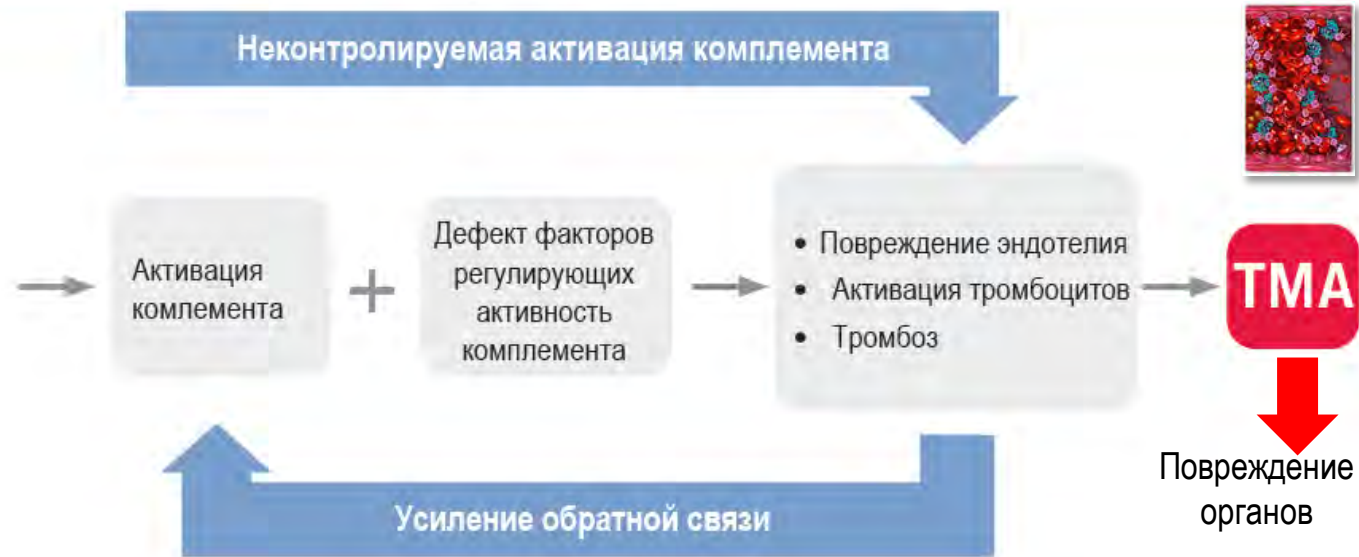 Неконтролируемая активация комплемента
Активация
комлемента
+
Дефект факторов
регулирующих
активность
комплемента
• Повреждение эндотелия
• Активация тромбоцитов
• Тромбоз
ТМА
Повреждение
органов
Усиление обратной связи